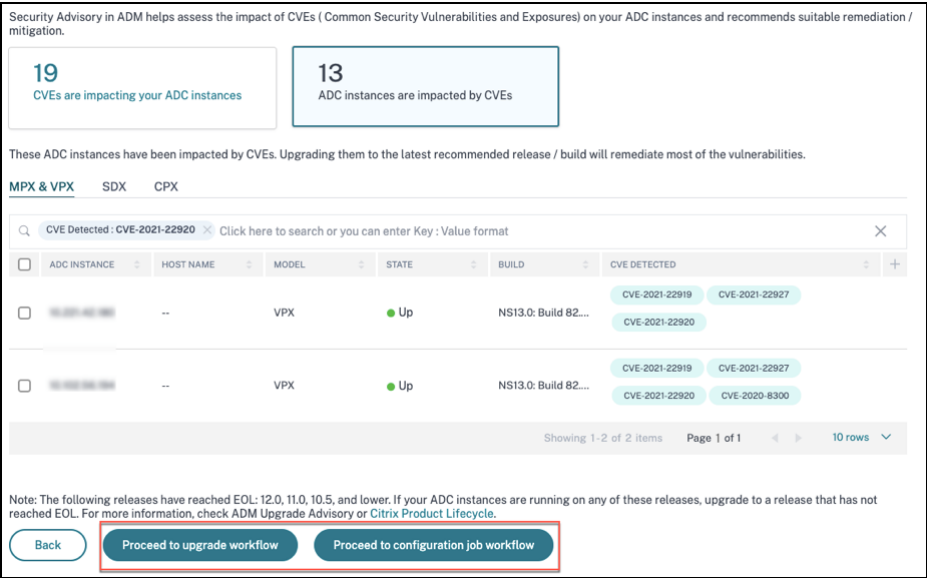 Security Advisory in ADM helps assess the impact of CVEs ( Common Security Vulnerabilities and Exposures) on your ADC instances and recommends suitable remediation /
mitigation.
19
CVEs are impacting your ADC instances
13
ADC instances are impacted by CVEs
These ADC instances have been impacted by CVEs. Upgrading them to the latest recommended release / build will remediate most of the vulnerabilities.
MPX & VPX SDX CPX
CVE Detected : CVE-2021-22920 Click here to search or you can enter Key : Value format
ADC INSTANCE HOST NAME MODEL STATE BUILD CVE DETECTED
CVE-2021-22919 CVE-2021-22927
-- VPX Up NS13.0: Build 82....
CVE-2021-22920
CVE-2021-22919 CVE-2021-22927
-- VPX Up NS13.0: Build 82....
CVE-2021-22920 CVE-2020-8300
Showing 1-2 of 2 items Page 1 of 1 10 rows
Note: The following releases have reached EOL: 12.0, 11.0, 10.5, and lower. If your ADC instances are running on any of these releases, upgrade to a release that has not
reached EOL. For more information, check ADM Upgrade Advisory or Citrix Product Lifecycle.
Back Proceed to upgrade workflow Proceed to configuration job workflow